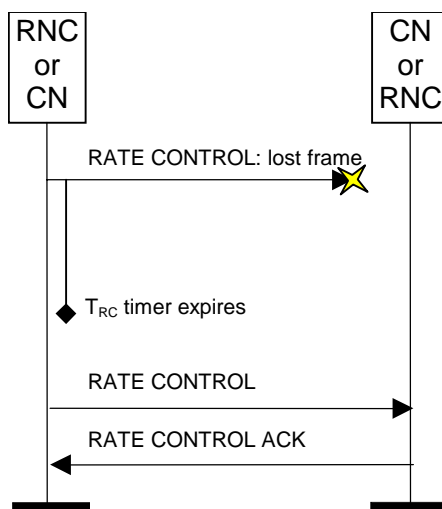 RNC
or
CN
CN
or
RNC
RATE CONTROL: lost frame
TRC timer expires
RATE CONTROL
RATE CONTROL ACK